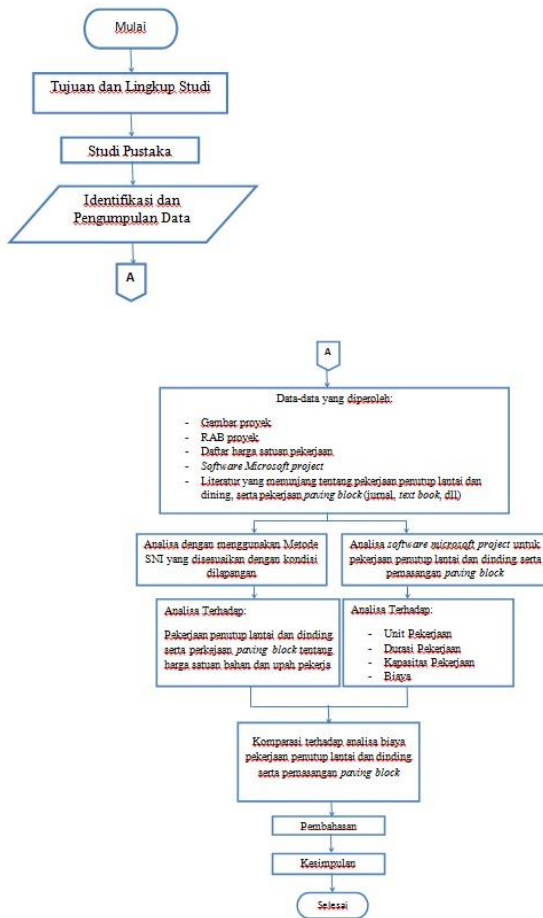 Mulai
Tujuan dan Lingkup Studi
Studi Pustaka
Identifikasi dan
Pengumpulan Data
A
A
Data-data yang diperoleh:
- Gambar proyek
- RAB proyek
- Daftar harga satuan pekerjaan
- Software Microsoft project
- Literatur yang menunjang tentang pekerjaan penutup lantai dan
dining, serta pekerjaan paving block (jurnal, text book, dll)
Analisa dengan menggunakan Metode
SNI yang disesuaikan dengan kondisi
dilapangan
Analisa software microsoft project untuk
pekerjaan penutup lantai dan dinding serta
pemasangan paving block
Analisa Terhadap:
Pekerjaan penutup lantai dan dinding
serta perkejaan paving block tentang
harga satuan bahan dan upah pekerja
Analisa Terhadap:
- Unit Pekerjaan
- Durasi Pekerjaan
- Kapasitas Pekerjaan
- Biaya
Komparasi terhadap analisa biaya
pekerjaan penutup lantai dan dinding
serta pemasangan paving block
Pembahasan
Kesimpulan
Selesai